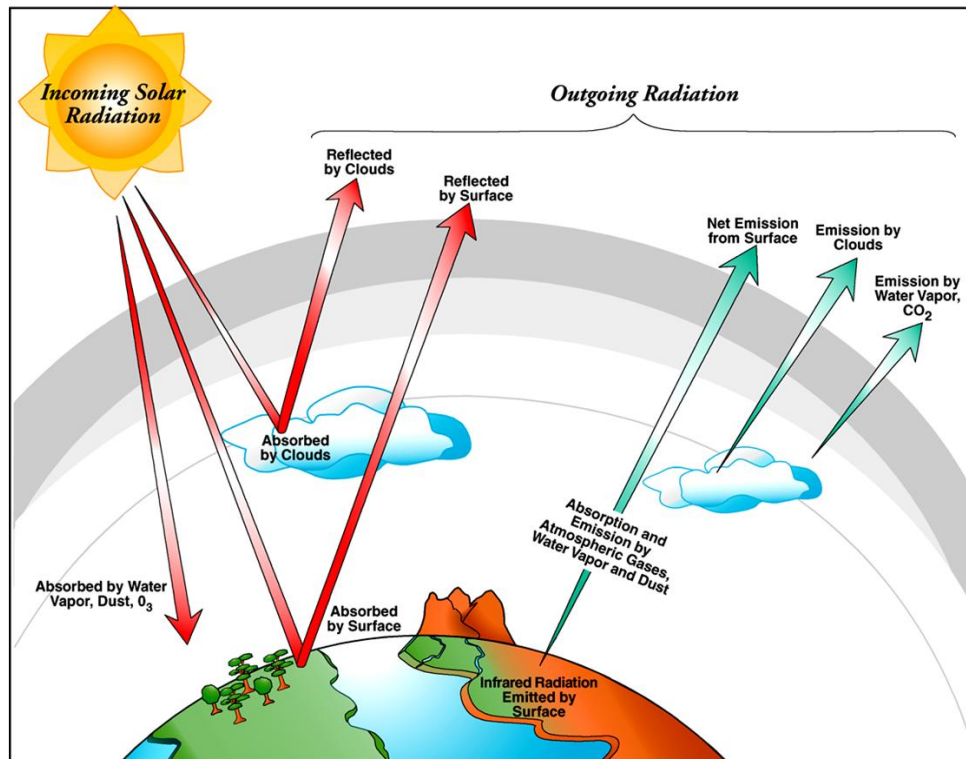 Incoming Solar
Radiation
Outgoing Radiation
Reflected
by Clouds
Reflected
by Surface
Net Emission
from Surface
Emission by
Clouds
Emission by
Water Vapor,
CO2
Absorbed
by Clouds
Absorption and
Emission by
Atmospheric Gases,
Water Vapor and Dust
Absorbed by Water
Vapor, Dust, 03
Absorbed
by Surface
Infrared Radiation
Emitted by
Surface